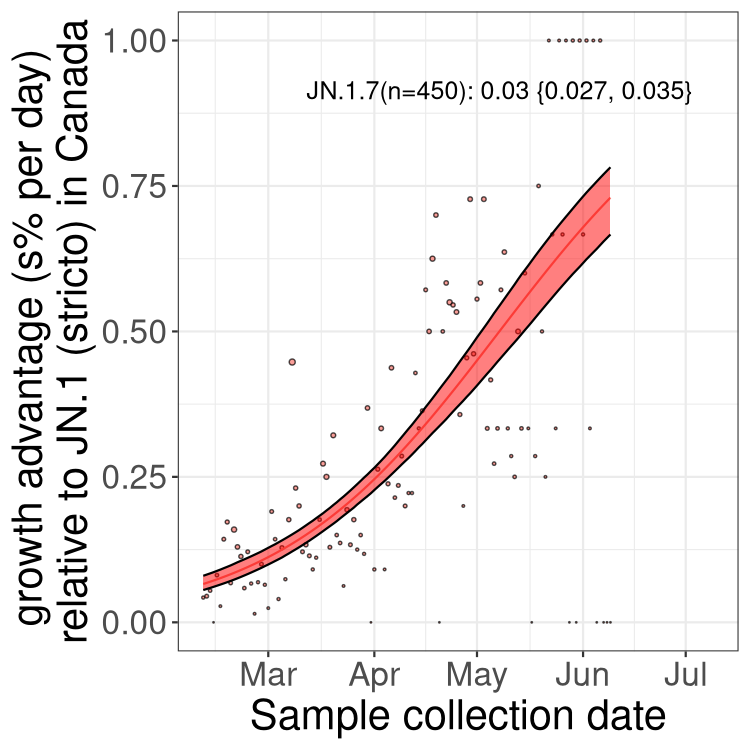 growth advantage (s% per day)
relative to JN.1 (stricto) in Canada
1.00
0.75
0.50
0.25
0.00
JN.1.7(n=450): 0.03 {0.027, 0.035}
Mar Apr May Jun Jul
Sample collection date